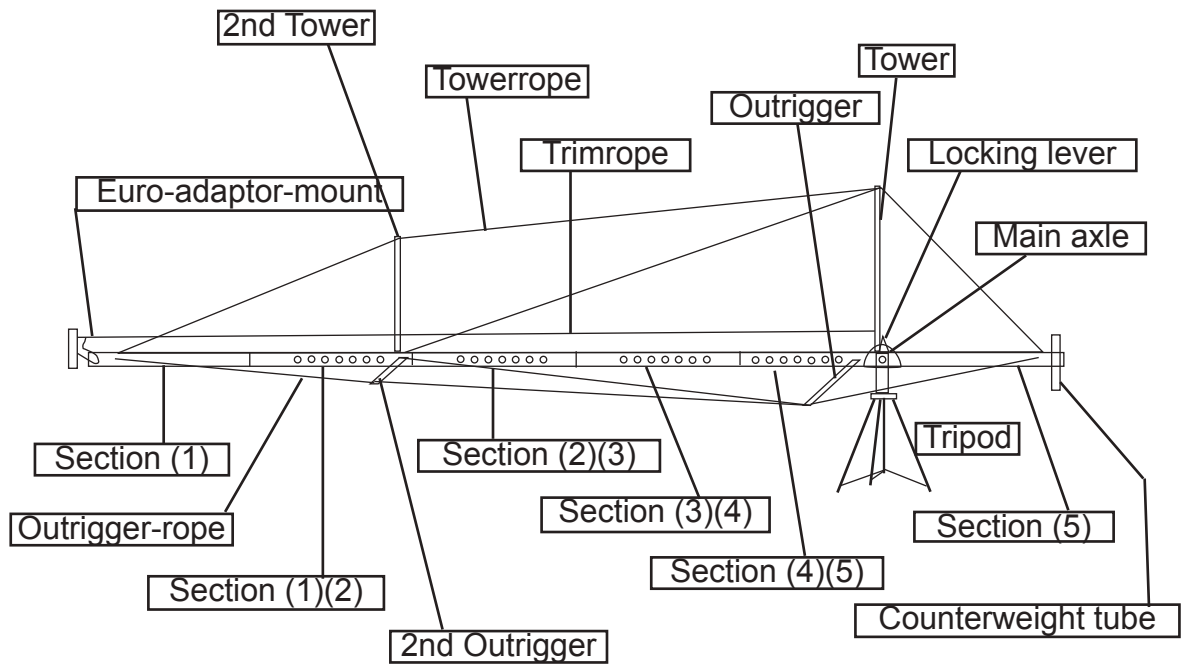 2nd Tower
Tower
Towerrope
Outrigger
Trimrope
Locking lever
Euro-adaptor-mount
Main axle
Section (1)
Section (2)(3)
Tripod
Outrigger-rope
Section (3)(4)
Section (5)
Section (1)(2)
Section (4)(5)
Counterweight tube
2nd Outrigger